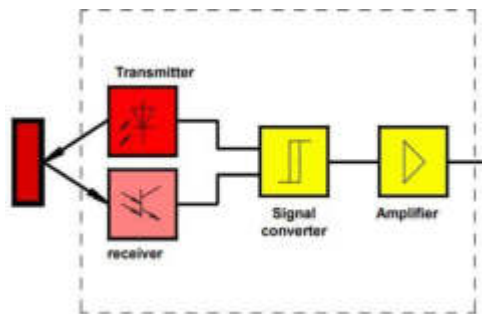 Transmitter
receiver
Signal
converter
Amplifier